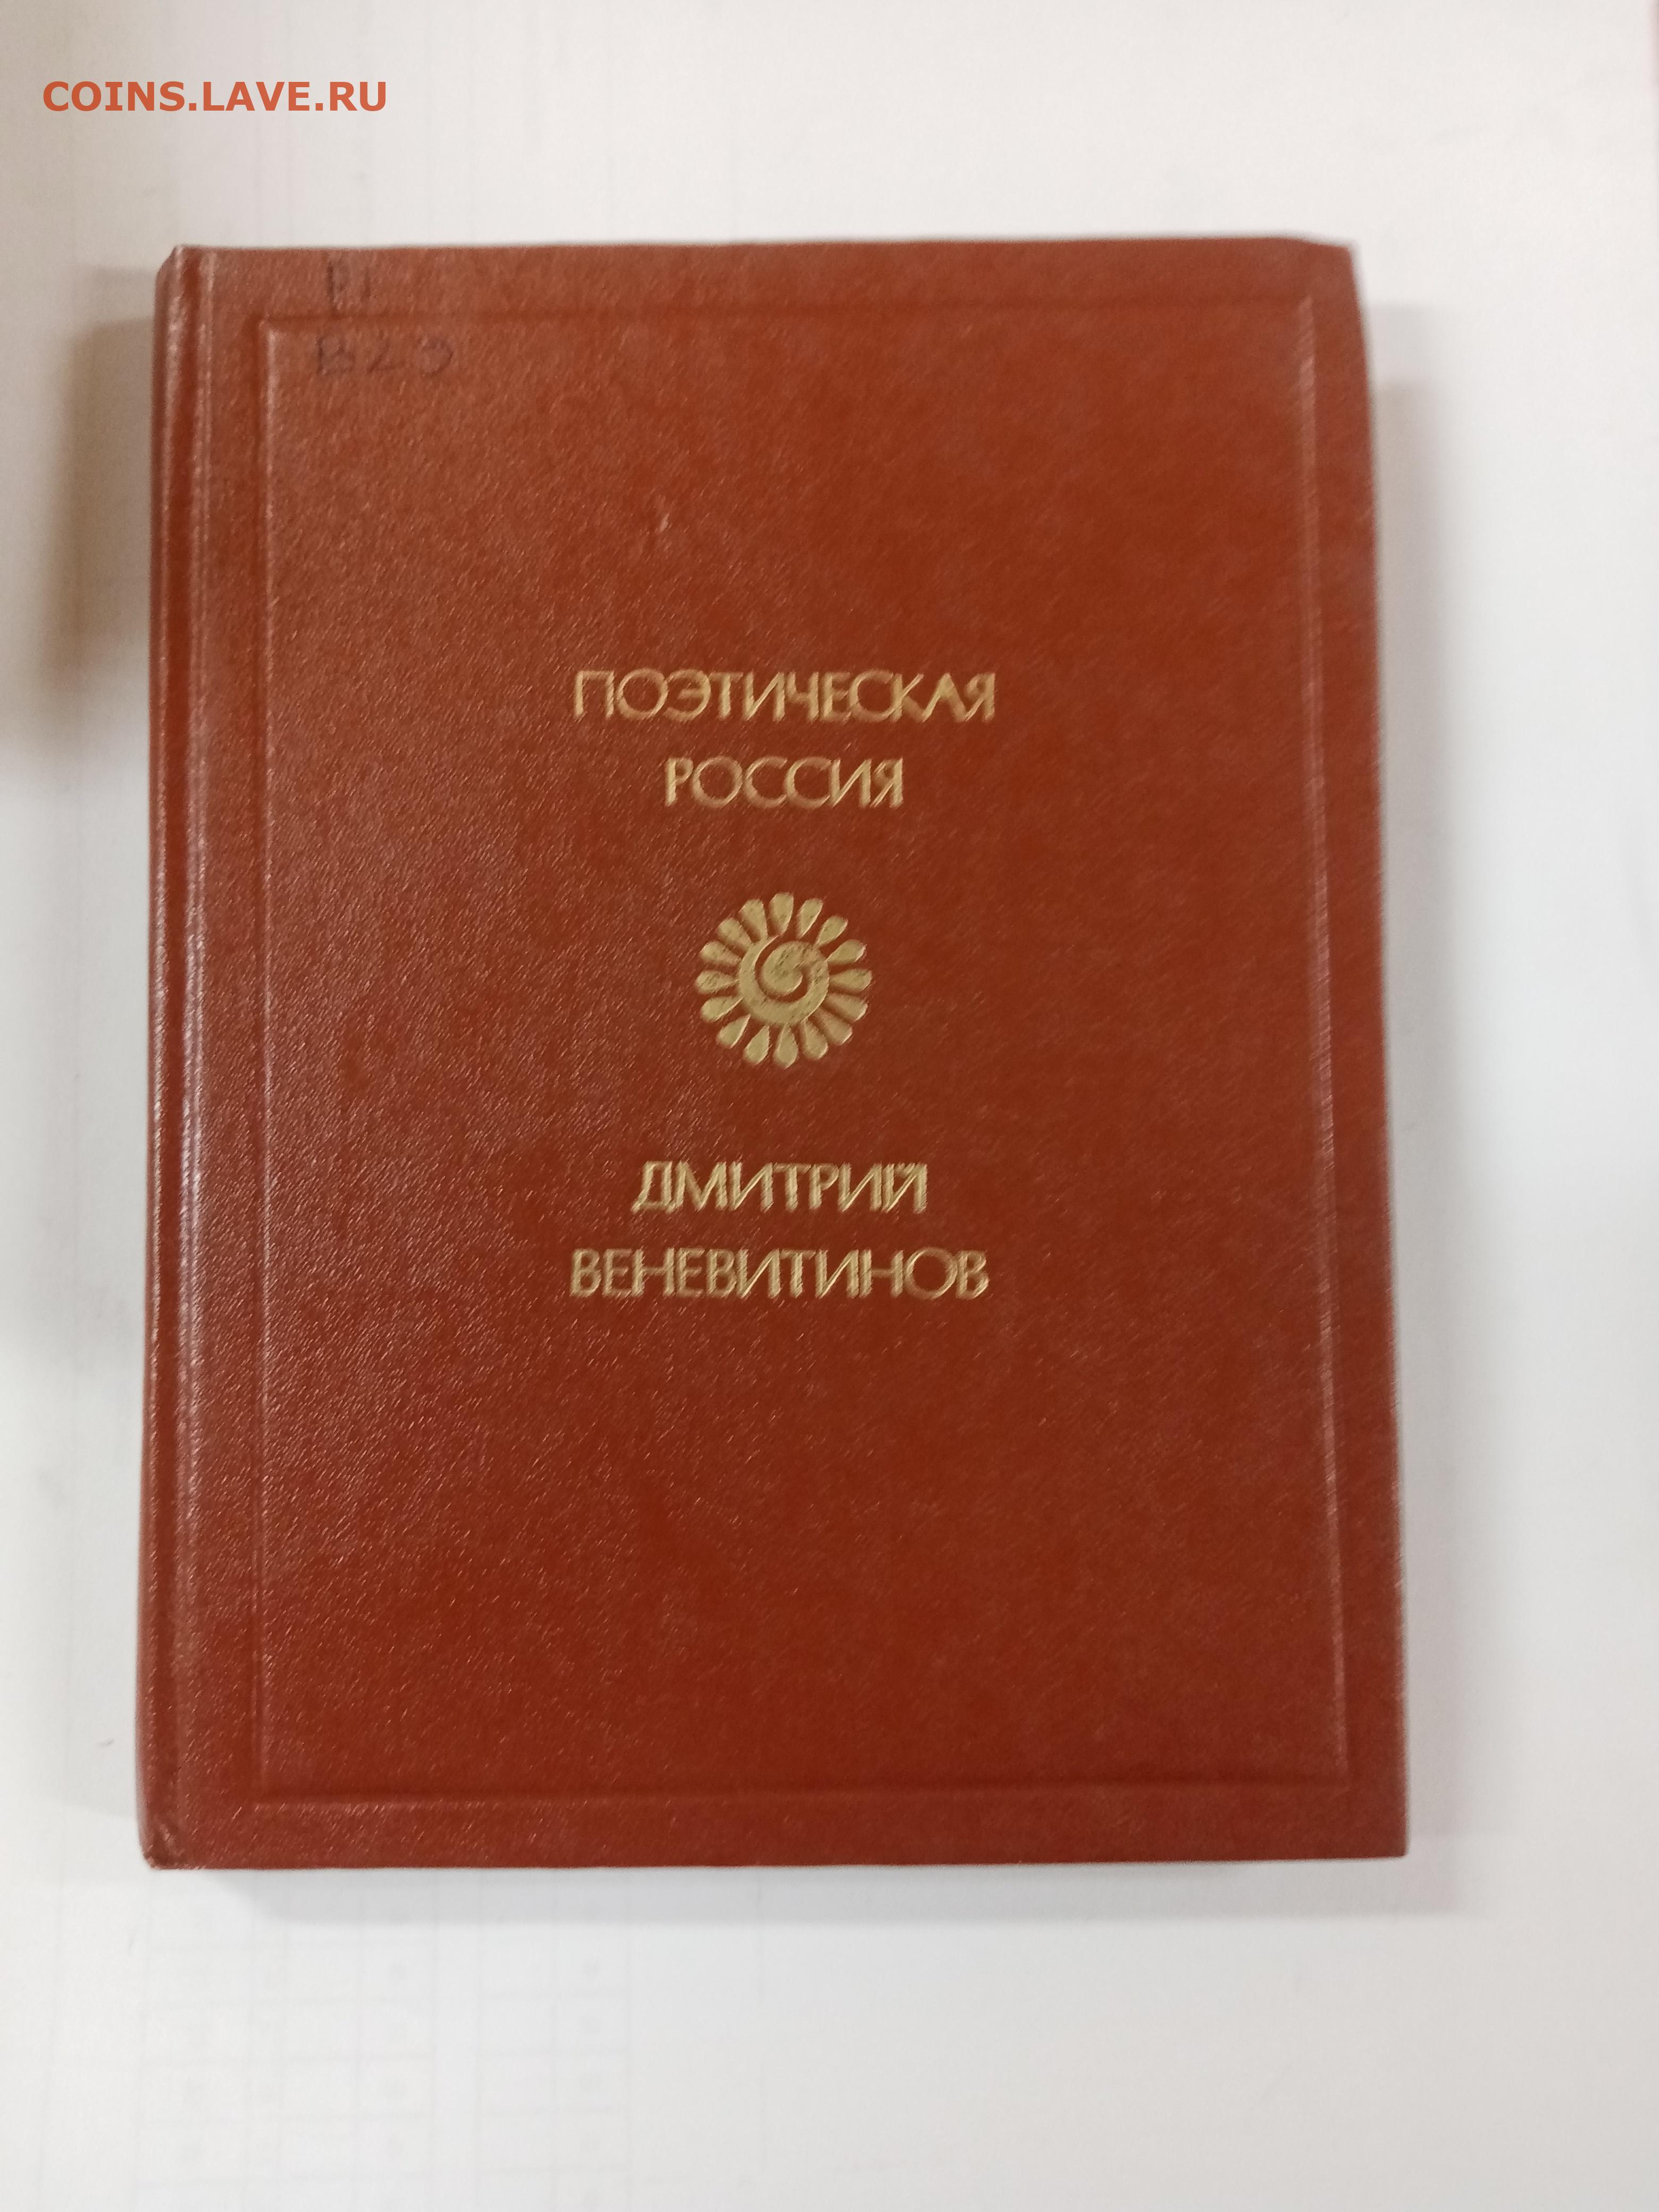 COINS.LAVE.RU
ПОЭТИЧЕСКАЯ
РОССИЯ
ДМИТРИЙ
ВЕНЕВИТИНОВ